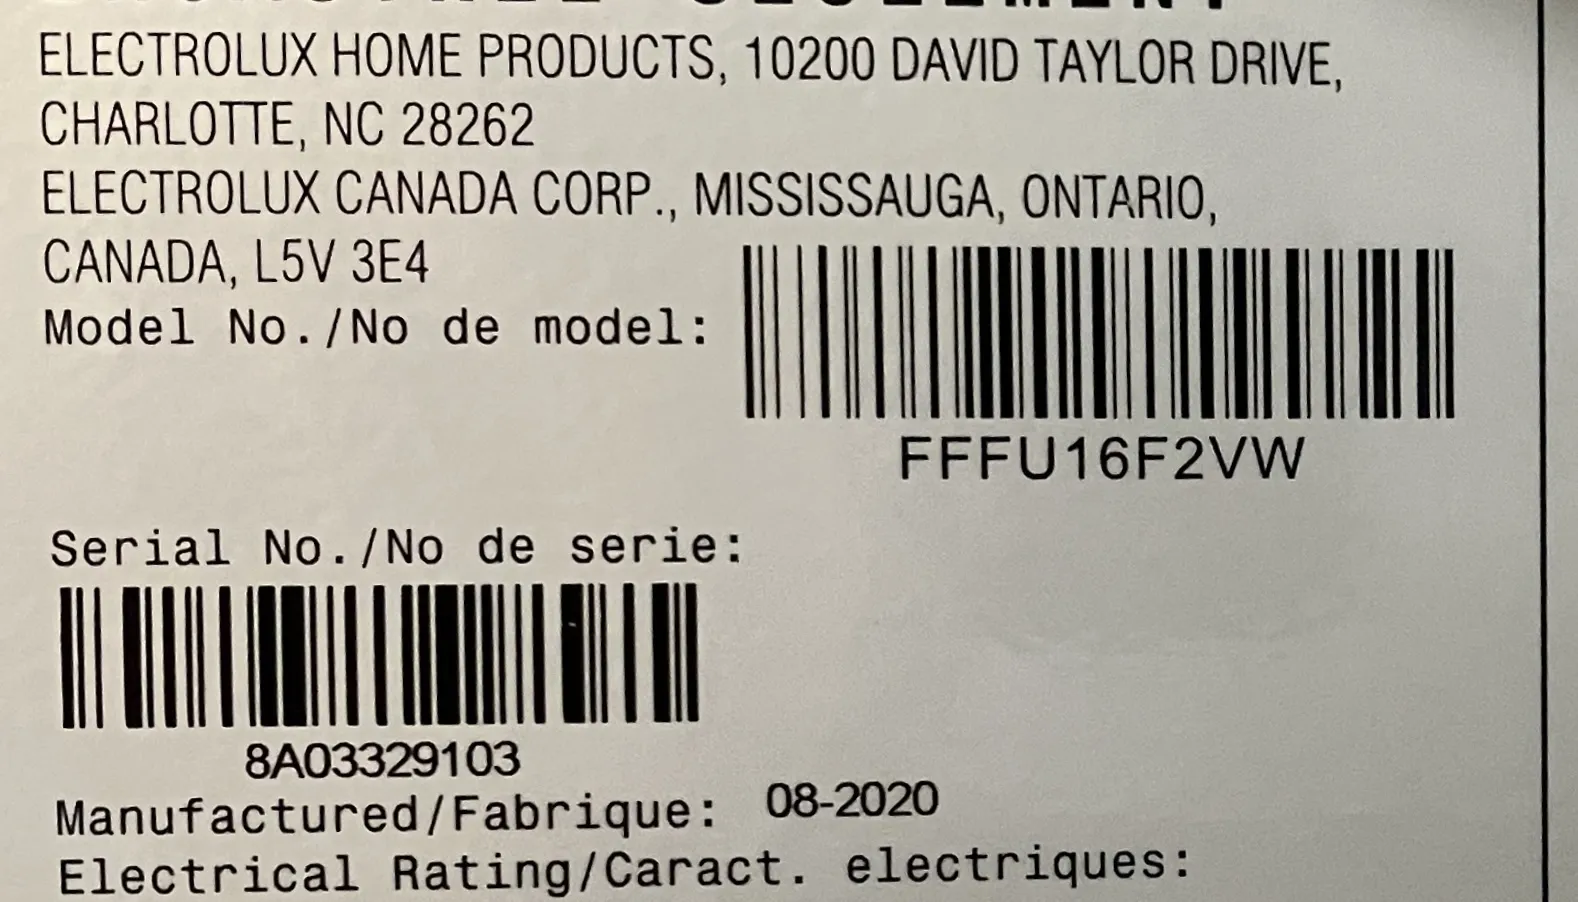 ELECTROLUX HOME PRODUCTS, 10200 DAVID TAYLOR DRIVE,
CHARLOTTE, NC 28262
ELECTROLUX CANADA CORP., MISSISSAUGA, ONTARIO,
CANADA, L5V 3E4
Model No./No de model:
FFFU16F2VW
Serial No./No de serie:
8A03329103
Manufactured/Fabrique: 08-2020
Electrical Rating/Caract. electriques: